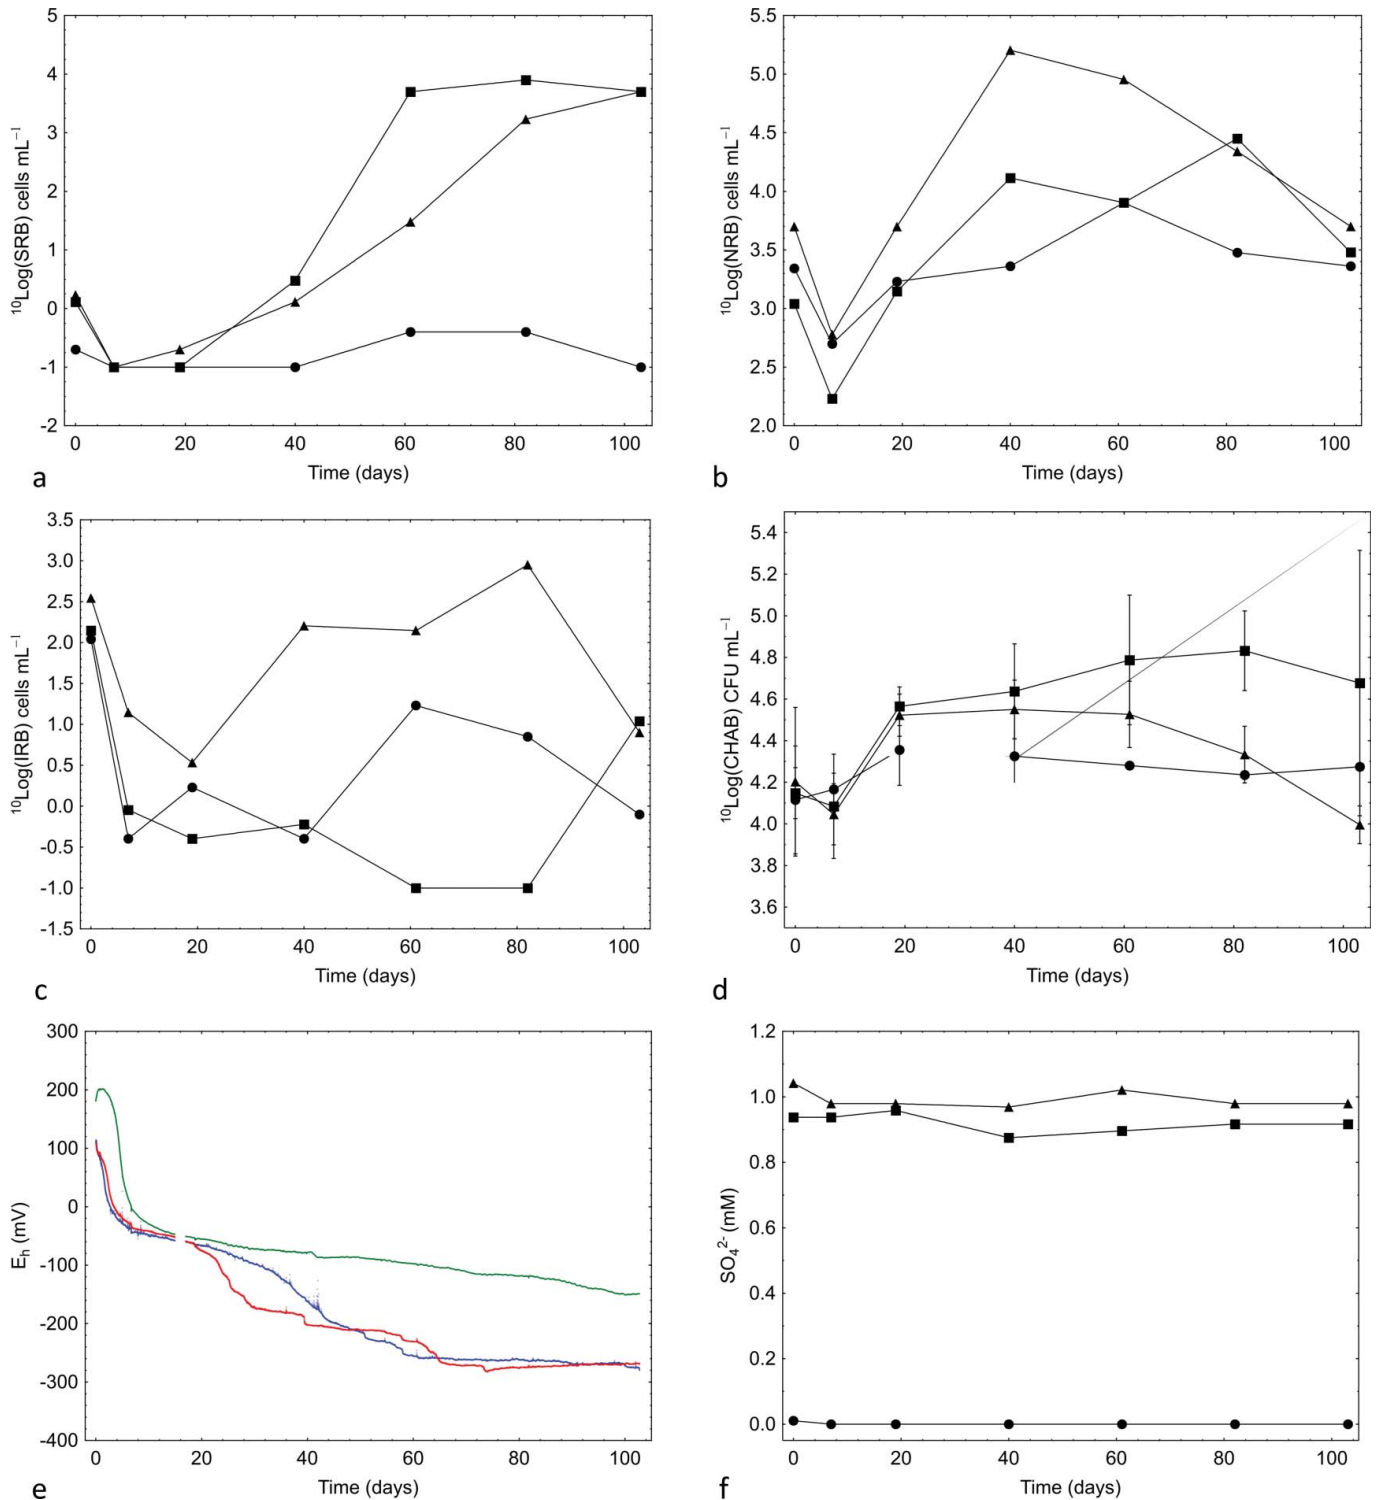 5
4
3
2
1
0
-1
-2
¹⁰Log(SRB) cells mL⁻¹
0 20 40 60 80 100
Time (days)
a
5.5
5.0
4.5
4.0
3.5
3.0
2.5
2.0
¹⁰Log(NRB) cells mL⁻¹
0 20 40 60 80 100
Time (days)
b
3.5
3.0
2.5
2.0
1.5
1.0
0.5
0.0
-0.5
-1.0
-1.5
¹⁰Log(IRB) cells mL⁻¹
0 20 40 60 80 100
Time (days)
c
5.4
5.2
5.0
4.8
4.6
4.4
4.2
4.0
3.8
3.6
¹⁰Log(CHAB) CFU mL⁻¹
0 20 40 60 80 100
Time (days)
d
300
200
100
0
-100
-200
-300
-400
Eₕ (mV)
0 20 40 60 80 100
Time (days)
e
1.2
1.0
0.8
0.6
0.4
0.2
0.0
SO₄²⁻ (mM)
0 20 40 60 80 100
Time (days)
f